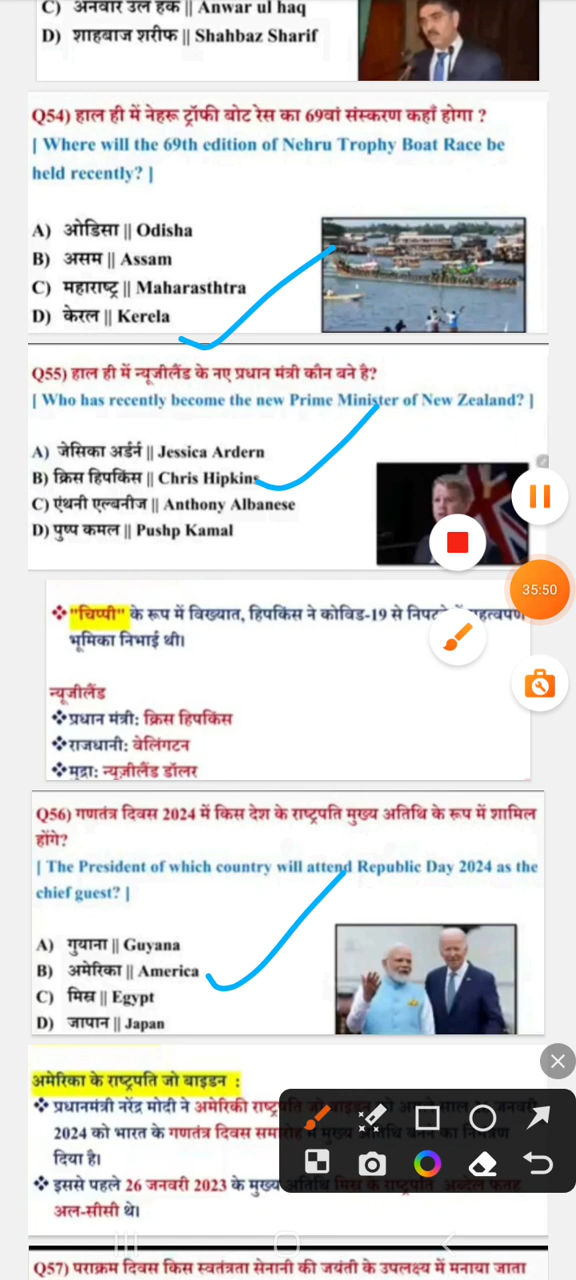 C) अनवार उल हक || Anwar ul haq
D) शाहबाज शरीफ || Shahbaz Sharif
Q54) हाल ही में नेहरू ट्रॉफी बोट रेस का 69वां संस्करण कहाँ होगा ?
| Where will the 69th edition of Nehru Trophy Boat Race be
held recently? |
A) ओडिसा || Odisha
B) असम || Assam
C) महाराष्ट्र || Maharasthtra
D) केरल || Kerela
Q55) हाल ही में न्यूजीलैंड के नए प्रधान मंत्री कौन बने है?
| Who has recently become the new Prime Minister of New Zealand? |
A) जेसिका अर्डर्न || Jessica Ardern
B) क्रिस हिपकिंस || Chris Hipkins
C) एंथनी एल्बनीज || Anthony Albanese
D) पुष्प कमल || Pushp Kamal
35:50
❖ "चिप्पी" के रूप में विख्यात, हिपकिंस ने कोविड-19 से
भूमिका निभाई थी।
न्यूजीलैंड
❖ प्रधान मंत्री: क्रिस हिपकिंस
❖ राजधानी: वेलिंगटन
❖ मुद्रा: न्यूज़ीलैंड डॉलर
Q56) गणतंत्र दिवस 2024 में किस देश के राष्ट्रपति मुख्य अतिथि के रूप में शामिल
होंगे?
| The President of which country will attend Republic Day 2024 as the
chief guest? |
A) गुयाना || Guyana
B) अमेरिका || America
C) मिस्र || Egypt
D) जापान || Japan
अमेरिका के राष्ट्रपति जो बाइडन :
❖ प्रधानमंत्री नरेंद्र मोदी ने अमेरिकी राष्ट्रपति जो बाइडन
2024 को भारत के गणतंत्र दिवस समारोह में मुख्य अतिथि बनने का निमंत्रण
दिया है।
❖ इससे पहले 26 जनवरी 2023 के मुख्य अतिथि मिस्र के राष्ट्रपति अब्देल फतह
अल-सीसी थे।
Q57) पराक्रम दिवस किस स्वतंत्रता सेनानी की जयंती के उपलक्ष्य में मनाया जाता